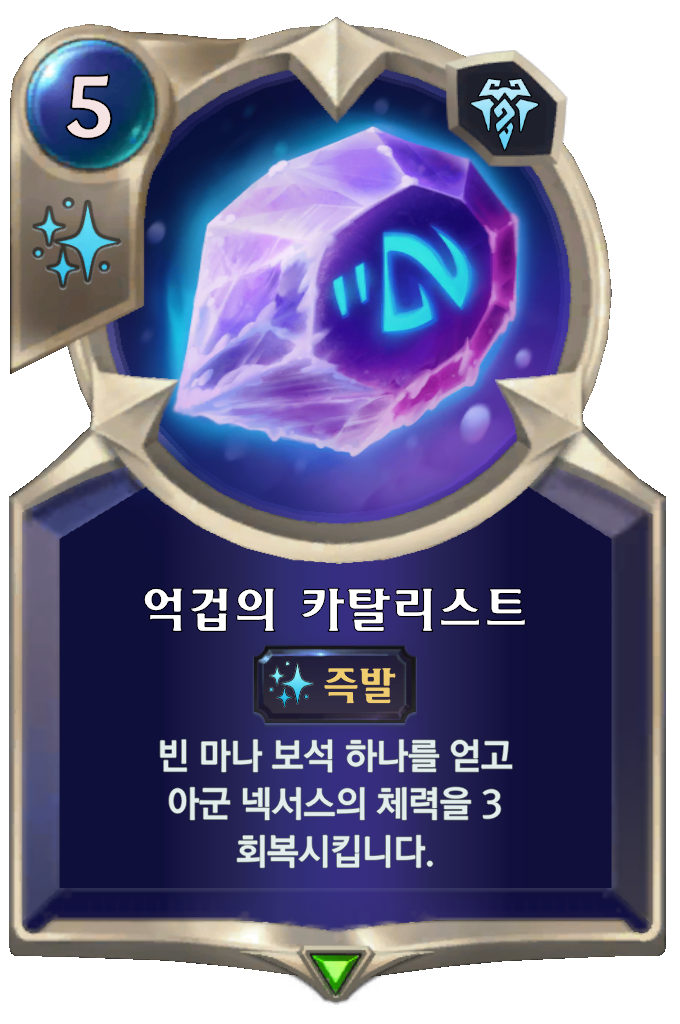 5
억겁의 카탈리스트
즉발
빈 마나 보석 하나를 얻고
아군 넥서스의 체력을 3
회복시킵니다.